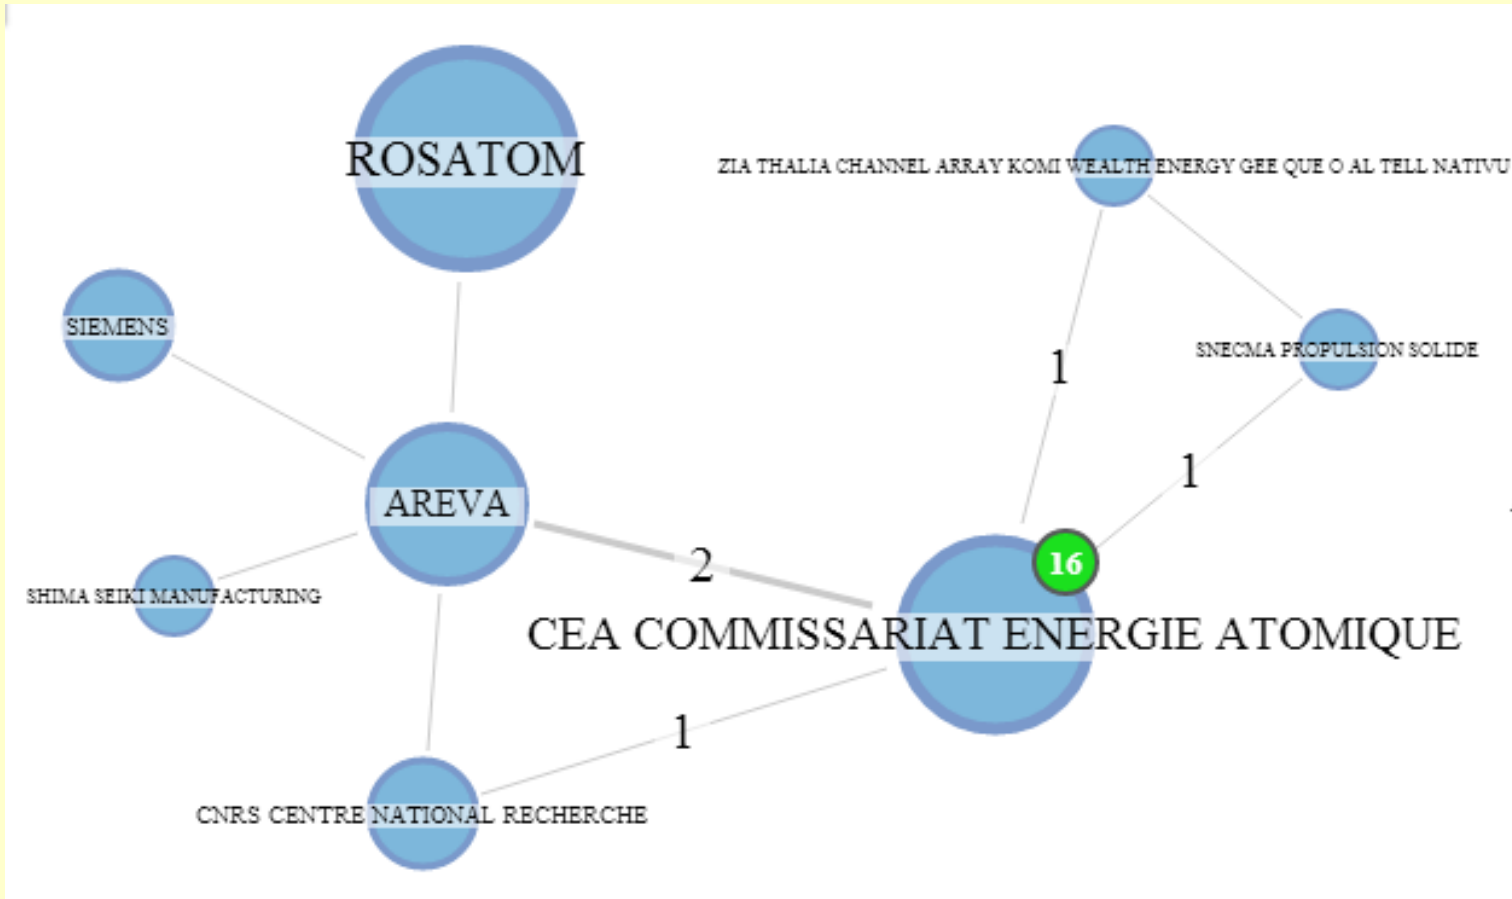 ROSATOM
ZIA THALIA CHANNEL ARRAY KOMI WEALTH ENERGY GEE QUE O AL TELL NATIVU
SIEMENS
SNECMA PROPULSION SOLIDE
1
1
AREVA
2
16
SHIMA SEIKI MANUFACTURING
CEA COMMISSARIAT ENERGIE ATOMIQUE
1
CNRS CENTRE NATIONAL RECHERCHE